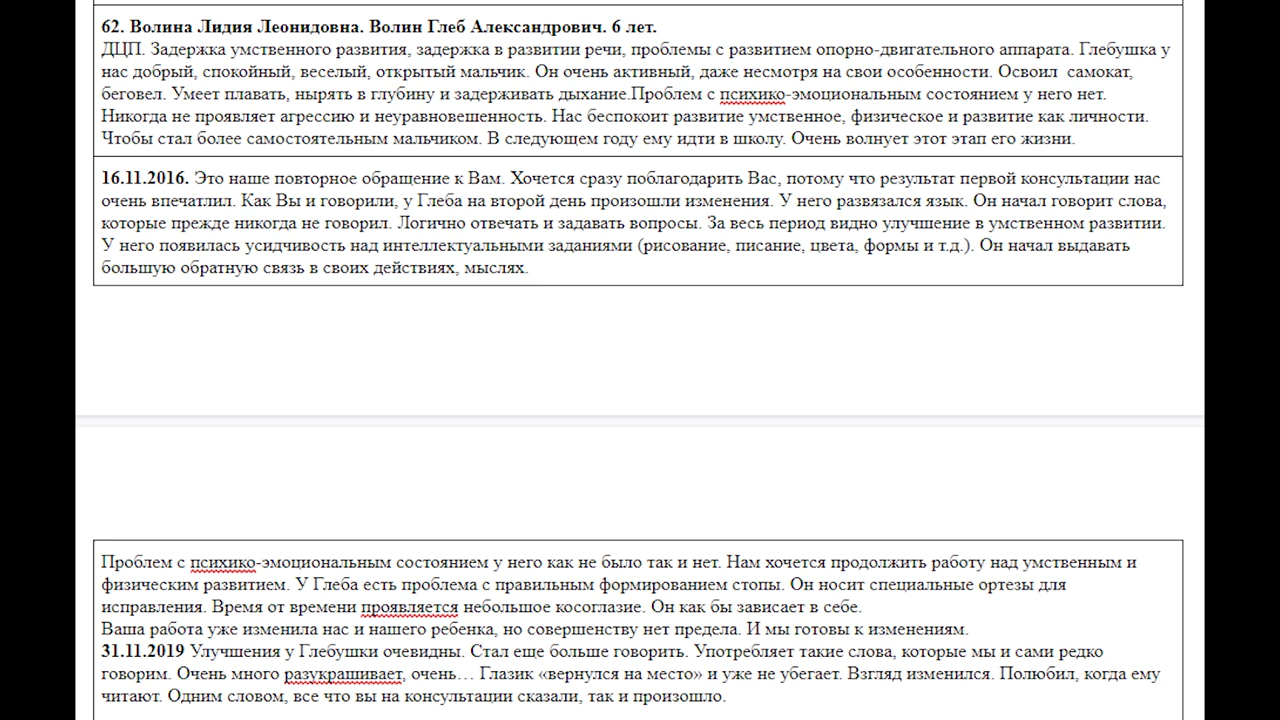 62. Волина Лидия Леонидовна. Волин Глеб Александрович. 6 лет.
ДЦП. Задержка умственного развития, задержка в развитии речи, проблемы с развитием опорно-двигательного аппарата. Глебушка у
нас добрый, спокойный, веселый, открытый мальчик. Он очень активный, даже несмотря на свои особенности. Освоил  самокат,
беговел. Умеет плавать, нырять в глубину и задерживать дыхание.Проблем с психико-эмоциональным состоянием у него нет.
Никогда не проявляет агрессию и неуравновешенность. Нас беспокоит развитие умственное, физическое и развитие как личности.
Чтобы стал более самостоятельным мальчиком. В следующем году ему идти в школу. Очень волнует этот этап его жизни.
16.11.2016. Это наше повторное обращение к Вам. Хочется сразу поблагодарить Вас, потому что результат первой консультации нас
очень впечатлил. Как Вы и говорили, у Глеба на второй день произошли изменения. У него развязался язык. Он начал говорит слова,
которые прежде никогда не говорил. Логично отвечать и задавать вопросы. За весь период видно улучшение в умственном развитии.
У него появилась усидчивость над интеллектуальными заданиями (рисование, писание, цвета, формы и т.д.). Он начал выдавать
большую обратную связь в своих действиях, мыслях.
Проблем с психико-эмоциональным состоянием у него как не было так и нет. Нам хочется продолжить работу над умственным и
физическим развитием. У Глеба есть проблема с правильным формированием стопы. Он носит специальные ортезы для
исправления. Время от времени проявляется небольшое косоглазие. Он как бы зависает в себе.
Ваша работа уже изменила нас и нашего ребенка, но совершенству нет предела. И мы готовы к изменениям.
31.11.2019 Улучшения у Глебушки очевидны. Стал еще больше говорить. Употребляет такие слова, которые мы и сами редко
говорим. Очень много разукрашивает, очень… Глазик «вернулся на место» и уже не убегает. Взгляд изменился. Полюбил, когда ему
читают. Одним словом, все что вы на консультации сказали, так и произошло.